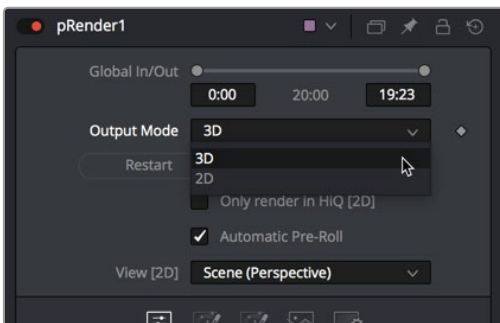 pRender1
Global In/Out
0:00 20:00 19:23
Output Mode 3D
Restart 3D
2D
Only render in HiQ [2D]
Automatic Pre-Roll
View [2D] Scene (Perspective)